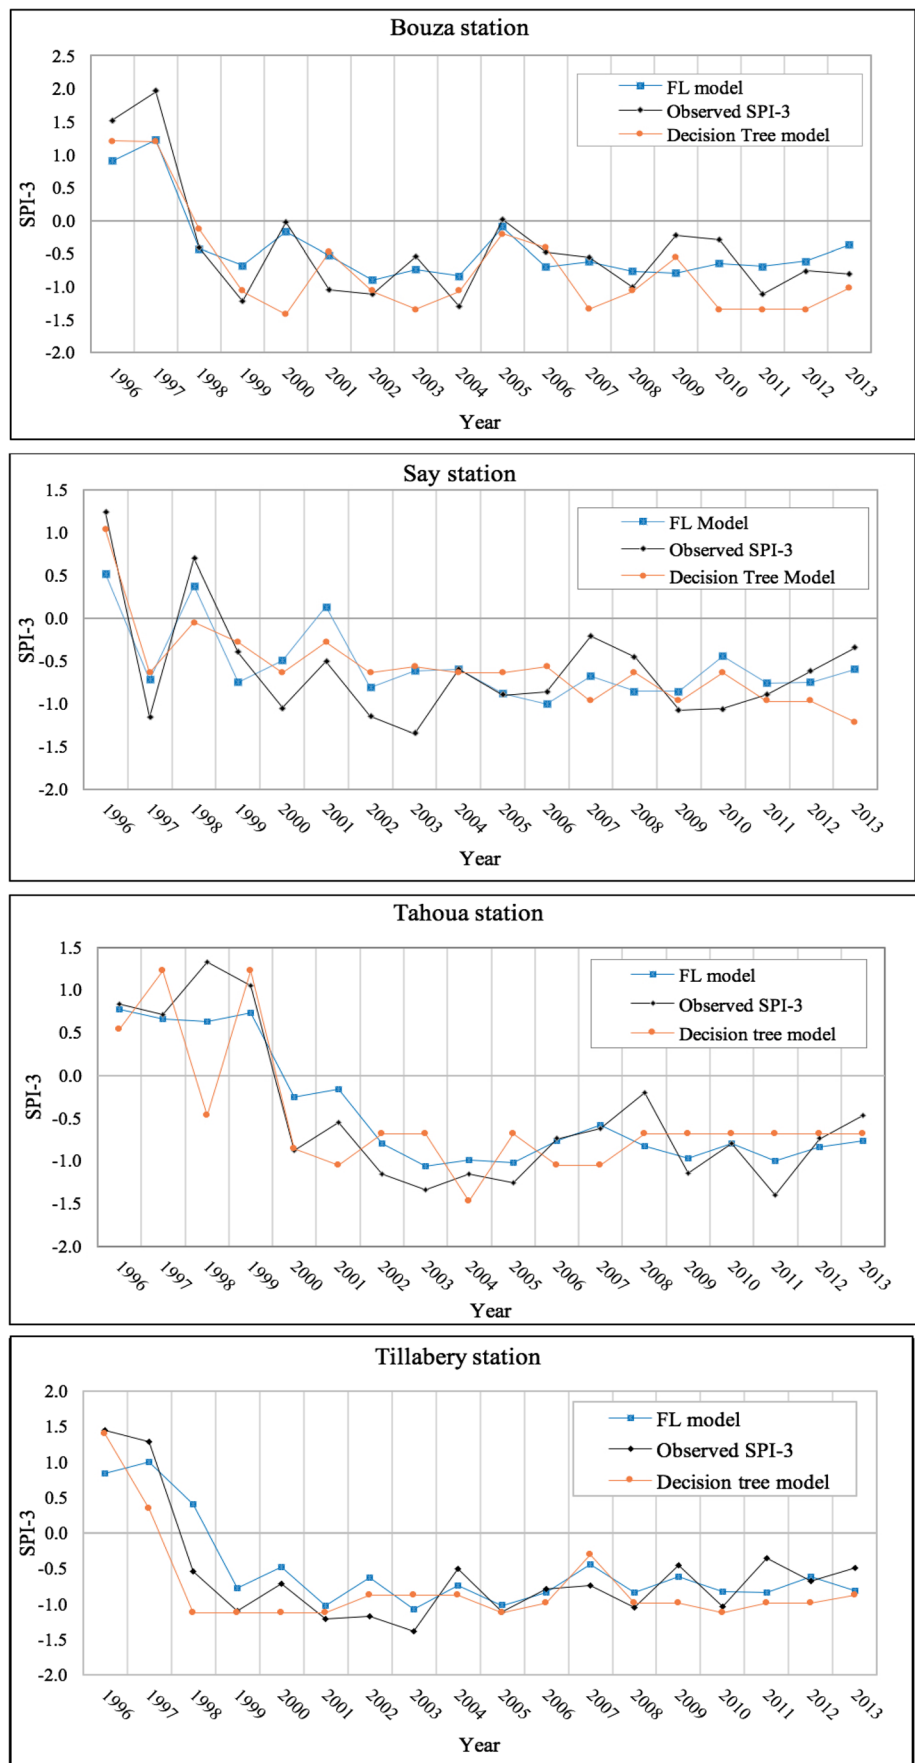 Bouza station
2.5
2.0
1.5
1.0
0.5
0.0
-0.5
-1.0
-1.5
-2.0
SPI-3
FL model
Observed SPI-3
Decision Tree model
1996 1997 1998 1999 2000 2001 2002 2003 2004 2005 2006 2007 2008 2009 2010 2011 2012 2013
Year
Say station
1.5
1.0
0.5
0.0
-0.5
-1.0
-1.5
-2.0
SPI-3
FL Model
Observed SPI-3
Decision Tree Model
1996 1997 1998 1999 2000 2001 2002 2003 2004 2005 2006 2007 2008 2009 2010 2011 2012 2013
Year
Tahoua station
1.5
1.0
0.5
0.0
-0.5
-1.0
-1.5
-2.0
SPI-3
FL model
Observed SPI-3
Decision tree model
1996 1997 1998 1999 2000 2001 2002 2003 2004 2005 2006 2007 2008 2009 2010 2011 2012 2013
Year
Tillabery station
2.0
1.5
1.0
0.5
0.0
-0.5
-1.0
-1.5
-2.0
SPI-3
FL model
Observed SPI-3
Decision tree model
1996 1997 1998 1999 2000 2001 2002 2003 2004 2005 2006 2007 2008 2009 2010 2011 2012 2013
Year